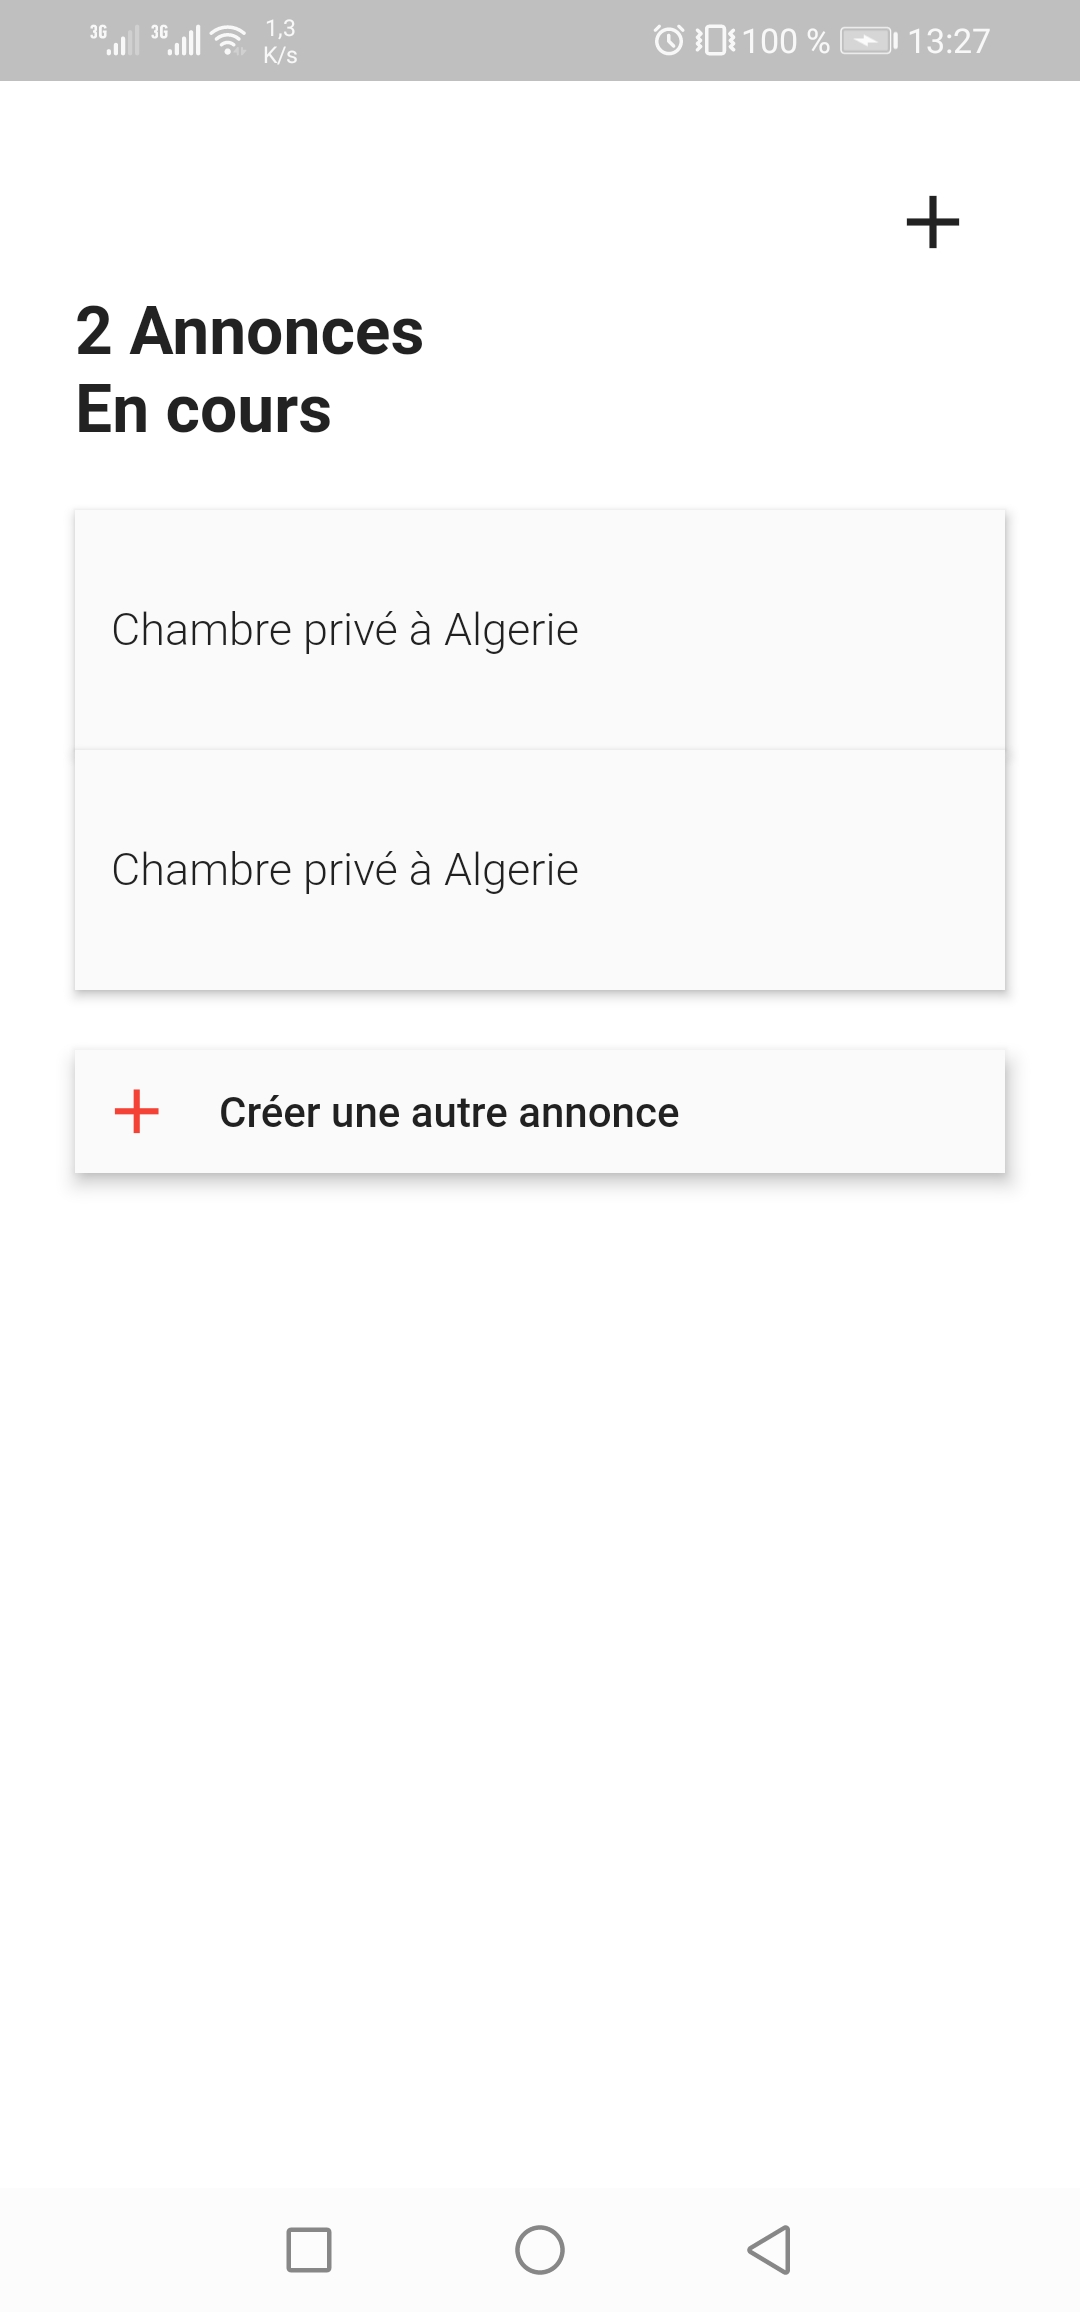 3G 3G 1,3 K/s 100 % 13:27
2 Annonces
En cours
Chambre privé à Algerie
Chambre privé à Algerie
Créer une autre annonce